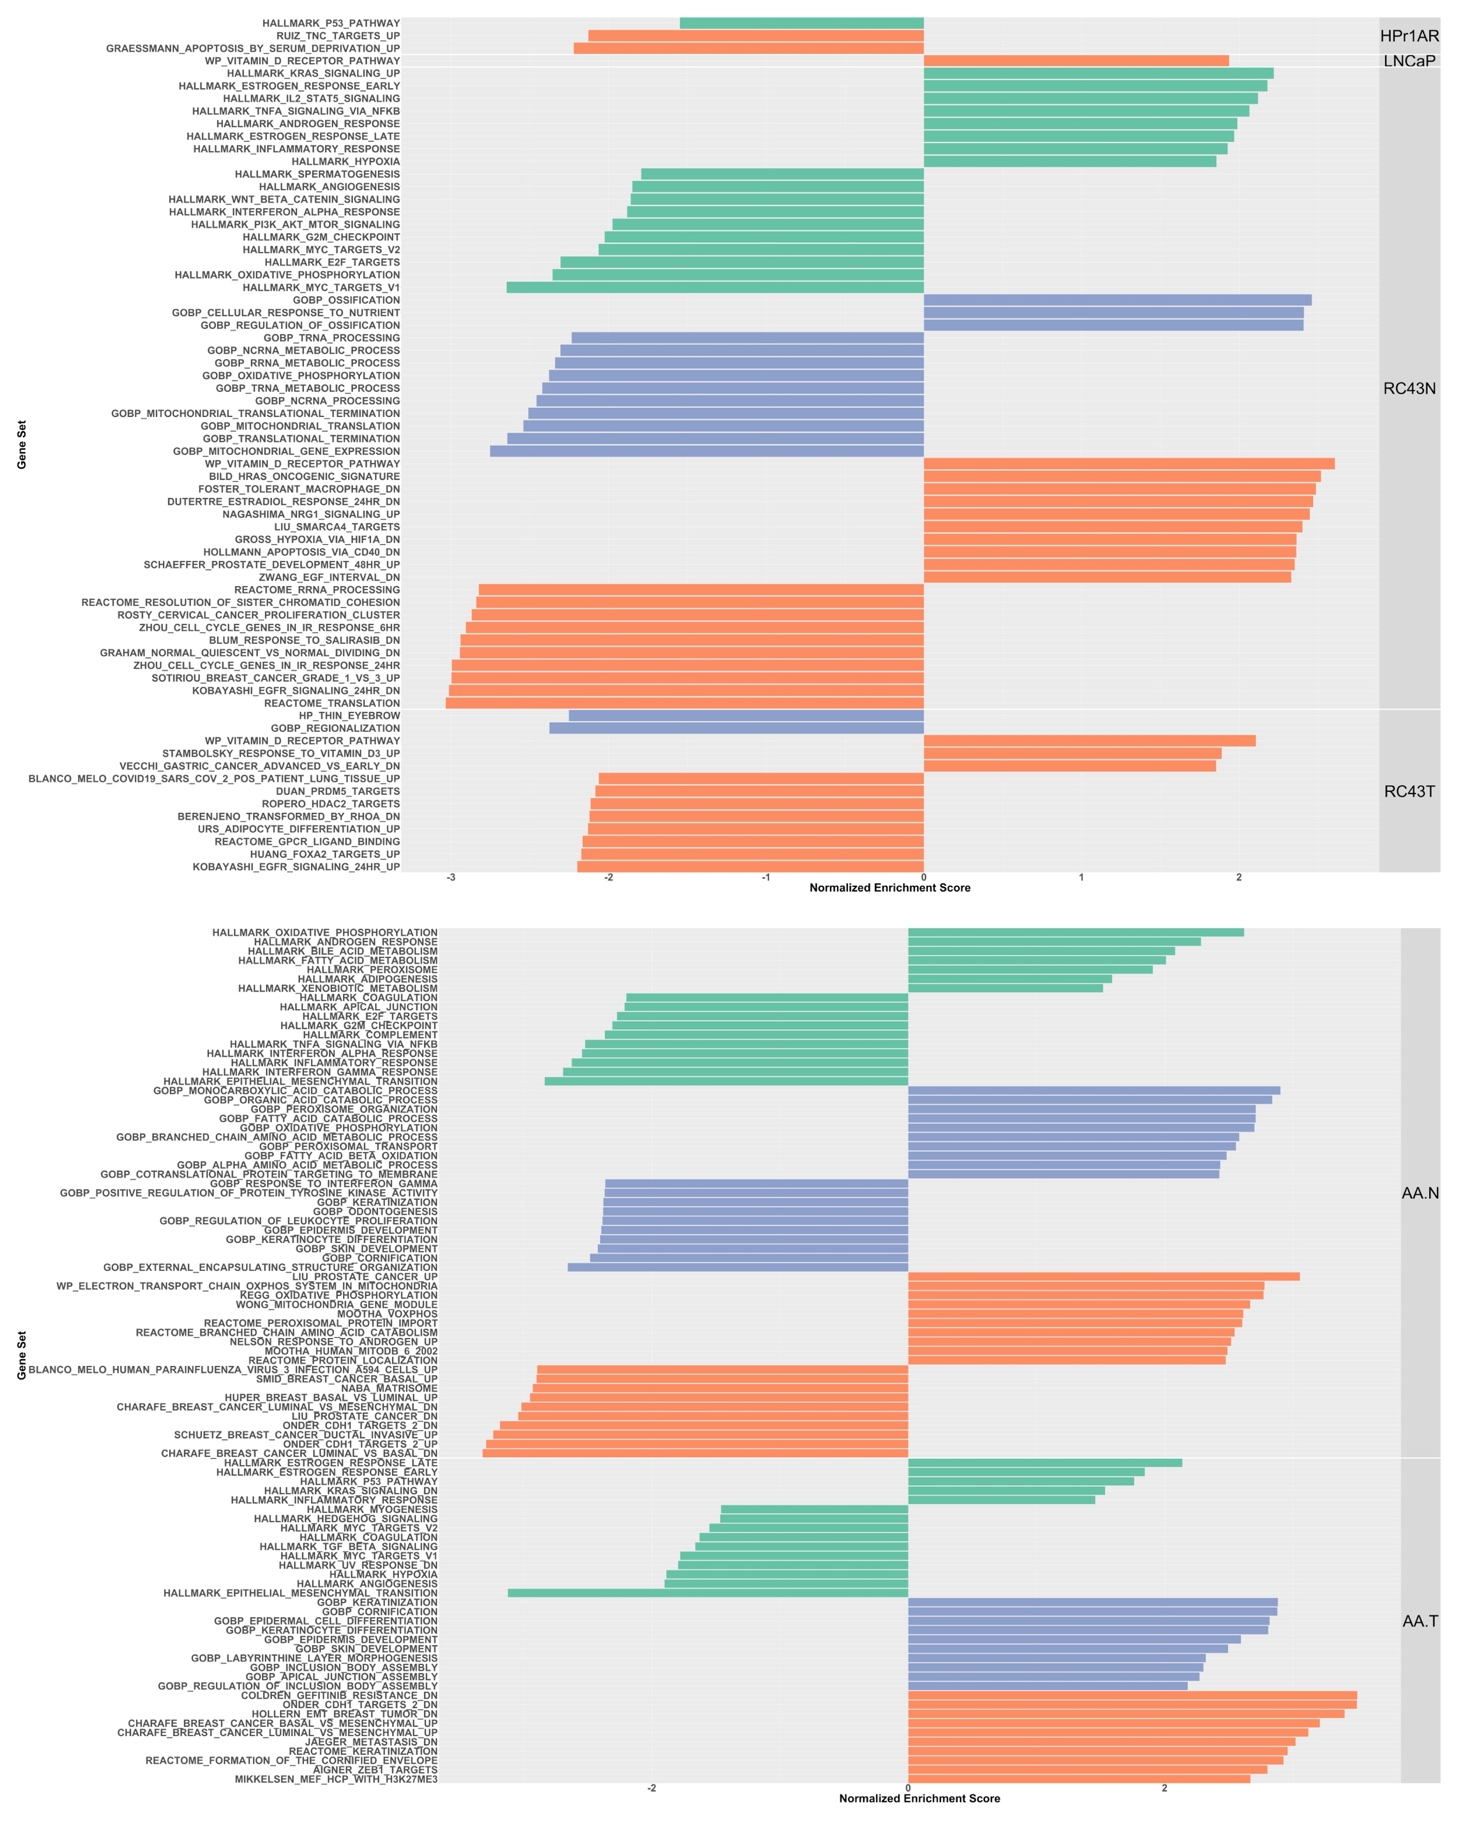 HALLMARK_P53_PATHWAY
RUIZ_TNC_TARGETS_UP
GRAESSMANN_APOPTOSIS_BY_SERUM_DEPRIVATION_UP
HPr1AR
WP_VITAMIN_D_RECEPTOR_PATHWAY
LNCaP
HALLMARK_KRAS_SIGNALING_UP
HALLMARK_ESTROGEN_RESPONSE_EARLY
HALLMARK_IL2_STAT5_SIGNALING
HALLMARK_TNFA_SIGNALING_VIA_NFKB
HALLMARK_ANDROGEN_RESPONSE
HALLMARK_ESTROGEN_RESPONSE_LATE
HALLMARK_INFLAMMATORY_RESPONSE
HALLMARK_HYPOXIA
HALLMARK_SPERMATOGENESIS
HALLMARK_ANGIOGENESIS
HALLMARK_WNT_BETA_CATENIN_SIGNALING
HALLMARK_INTERFERON_ALPHA_RESPONSE
HALLMARK_PI3K_AKT_MTOR_SIGNALING
HALLMARK_G2M_CHECKPOINT
HALLMARK_MYC_TARGETS_V2
HALLMARK_E2F_TARGETS
HALLMARK_OXIDATIVE_PHOSPHORYLATION
HALLMARK_MYC_TARGETS_V1
GOBP_OSSIFICATION
GOBP_CELLULAR_RESPONSE_TO_NUTRIENT
GOBP_REGULATION_OF_OSSIFICATION
GOBP_TRNA_PROCESSING
GOBP_NCRNA_METABOLIC_PROCESS
GOBP_RRNA_METABOLIC_PROCESS
GOBP_OXIDATIVE_PHOSPHORYLATION
GOBP_TRNA_METABOLIC_PROCESS
GOBP_NCRNA_PROCESSING
GOBP_MITOCHONDRIAL_TRANSLATIONAL_TERMINATION
GOBP_MITOCHONDRIAL_TRANSLATION
GOBP_TRANSLATIONAL_TERMINATION
GOBP_MITOCHONDRIAL_GENE_EXPRESSION
WP_VITAMIN_D_RECEPTOR_PATHWAY
BILD_HRAS_ONCOGENIC_SIGNATURE
FOSTER_TOLERANT_MACROPHAGE_DN
DUTERTRE_ESTRADIOL_RESPONSE_24HR_DN
NAGASHIMA_NRG1_SIGNALING_UP
LIU_SMARCA4_TARGETS
GROSS_HYPOXIA_VIA_HIF1A_DN
HOLLMANN_APOPTOSIS_VIA_CD40_DN
SCHAEFFER_PROSTATE_DEVELOPMENT_48HR_UP
ZWANG_EGF_INTERVAL_DN
REACTOME_RRNA_PROCESSING
REACTOME_RESOLUTION_OF_SISTER_CHROMATID_COHESION
ROSTY_CERVICAL_CANCER_PROLIFERATION_CLUSTER
ZHOU_CELL_CYCLE_GENES_IN_IR_RESPONSE_6HR
BLUM_RESPONSE_TO_SALIRASIB_DN
GRAHAM_NORMAL_QUIESCENT_VS_NORMAL_DIVIDING_DN
ZHOU_CELL_CYCLE_GENES_IN_IR_RESPONSE_24HR
SOTIRIOU_BREAST_CANCER_GRADE_1_VS_3_UP
KOBAYASHI_EGFR_SIGNALING_24HR_DN
REACTOME_TRANSLATION
RC43N
HP_THIN_EYEBROW
GOBP_REGIONALIZATION
WP_VITAMIN_D_RECEPTOR_PATHWAY
STAMBOLSKY_RESPONSE_TO_VITAMIN_D3_UP
VECCHI_GASTRIC_CANCER_ADVANCED_VS_EARLY_DN
BLANCO_MELO_COVID19_SARS_COV_2_POS_PATIENT_LUNG_TISSUE_UP
DUAN_PRDM5_TARGETS
ROPERO_HDAC2_TARGETS
BERENJENO_TRANSFORMED_BY_RHOA_DN
URS_ADIPOCYTE_DIFFERENTIATION_UP
REACTOME_GPCR_LIGAND_BINDING
HUANG_FOXA2_TARGETS_UP
KOBAYASHI_EGFR_SIGNALING_24HR_UP
RC43T
Gene Set
-3 -2 -1 0 1 2
Normalized Enrichment Score
HALLMARK_OXIDATIVE_PHOSPHORYLATION
HALLMARK_ANDROGEN_RESPONSE
HALLMARK_BILE_ACID_METABOLISM
HALLMARK_FATTY_ACID_METABOLISM
HALLMARK_PEROXISOME
HALLMARK_ADIPOGENESIS
HALLMARK_XENOBIOTIC_METABOLISM
HALLMARK_COAGULATION
HALLMARK_APICAL_JUNCTION
HALLMARK_E2F_TARGETS
HALLMARK_G2M_CHECKPOINT
HALLMARK_COMPLEMENT
HALLMARK_TNFA_SIGNALING_VIA_NFKB
HALLMARK_INTERFERON_ALPHA_RESPONSE
HALLMARK_INFLAMMATORY_RESPONSE
HALLMARK_INTERFERON_GAMMA_RESPONSE
HALLMARK_EPITHELIAL_MESENCHYMAL_TRANSITION
GOBP_MONOCARBOXYLIC_ACID_CATABOLIC_PROCESS
GOBP_ORGANIC_ACID_CATABOLIC_PROCESS
GOBP_PEROXISOME_ORGANIZATION
GOBP_FATTY_ACID_CATABOLIC_PROCESS
GOBP_OXIDATIVE_PHOSPHORYLATION
GOBP_BRANCHED_CHAIN_AMINO_ACID_METABOLIC_PROCESS
GOBP_PEROXISOMAL_TRANSPORT
GOBP_FATTY_ACID_BETA_OXIDATION
GOBP_ALPHA_AMINO_ACID_METABOLIC_PROCESS
GOBP_COTRANSLATIONAL_PROTEIN_TARGETING_TO_MEMBRANE
GOBP_RESPONSE_TO_INTERFERON_GAMMA
GOBP_POSITIVE_REGULATION_OF_PROTEIN_TYROSINE_KINASE_ACTIVITY
GOBP_KERATINIZATION
GOBP_ODONTOGENESIS
GOBP_REGULATION_OF_LEUKOCYTE_PROLIFERATION
GOBP_EPIDERMIS_DEVELOPMENT
GOBP_KERATINOCYTE_DIFFERENTIATION
GOBP_SKIN_DEVELOPMENT
GOBP_CORNIFICATION
GOBP_EXTERNAL_ENCAPSULATING_STRUCTURE_ORGANIZATION
LIU_PROSTATE_CANCER_UP
WP_ELECTRON_TRANSPORT_CHAIN_OXPHOS_SYSTEM_IN_MITOCHONDRIA
KEGG_OXIDATIVE_PHOSPHORYLATION
WONG_MITOCHONDRIA_GENE_MODULE
MOOTHA_VOXPHOS
REACTOME_PEROXISOMAL_PROTEIN_IMPORT
REACTOME_BRANCHED_CHAIN_AMINO_ACID_CATABOLISM
NELSON_RESPONSE_TO_ANDROGEN_UP
MOOTHA_HUMAN_MITODB_6_2002
REACTOME_PROTEIN_LOCALIZATION
BLANCO_MELO_HUMAN_PARAINFLUENZA_VIRUS_3_INFECTION_A594_CELLS_UP
SMID_BREAST_CANCER_BASAL_UP
NABA_MATRISOME
HUPER_BREAST_BASAL_VS_LUMINAL_UP
CHARAFE_BREAST_CANCER_LUMINAL_VS_MESENCHYMAL_DN
LIU_PROSTATE_CANCER_DN
ONDER_CDH1_TARGETS_2_DN
SCHUETZ_BREAST_CANCER_DUCTAL_INVASIVE_UP
ONDER_CDH1_TARGETS_2_UP
CHARAFE_BREAST_CANCER_LUMINAL_VS_BASAL_DN
AA.N
HALLMARK_ESTROGEN_RESPONSE_LATE
HALLMARK_ESTROGEN_RESPONSE_EARLY
HALLMARK_P53_PATHWAY
HALLMARK_KRAS_SIGNALING_DN
HALLMARK_INFLAMMATORY_RESPONSE
HALLMARK_MYOGENESIS
HALLMARK_HEDGEHOG_SIGNALING
HALLMARK_MYC_TARGETS_V2
HALLMARK_COAGULATION
HALLMARK_TGF_BETA_SIGNALING
HALLMARK_MYC_TARGETS_V1
HALLMARK_UV_RESPONSE_DN
HALLMARK_HYPOXIA
HALLMARK_ANGIOGENESIS
HALLMARK_EPITHELIAL_MESENCHYMAL_TRANSITION
GOBP_KERATINIZATION
GOBP_CORNIFICATION
GOBP_EPIDERMAL_CELL_DIFFERENTIATION
GOBP_KERATINOCYTE_DIFFERENTIATION
GOBP_EPIDERMIS_DEVELOPMENT
GOBP_SKIN_DEVELOPMENT
GOBP_LABYRINTHINE_LAYER_MORPHOGENESIS
GOBP_INCLUSION_BODY_ASSEMBLY
GOBP_APICAL_JUNCTION_ASSEMBLY
GOBP_REGULATION_OF_INCLUSION_BODY_ASSEMBLY
COLDREN_GEFITINIB_RESISTANCE_DN
ONDER_CDH1_TARGETS_2_DN
HOLLERN_EMT_BREAST_TUMOR_DN
CHARAFE_BREAST_CANCER_BASAL_VS_MESENCHYMAL_UP
CHARAFE_BREAST_CANCER_LUMINAL_VS_MESENCHYMAL_UP
JAEGER_METASTASIS_DN
REACTOME_KERATINIZATION
REACTOME_FORMATION_OF_THE_CORNIFIED_ENVELOPE
AIGNER_ZEB1_TARGETS
MIKKELSEN_MEF_HCP_WITH_H3K27ME3
AA.T
Gene Set
-2 0 2
Normalized Enrichment Score